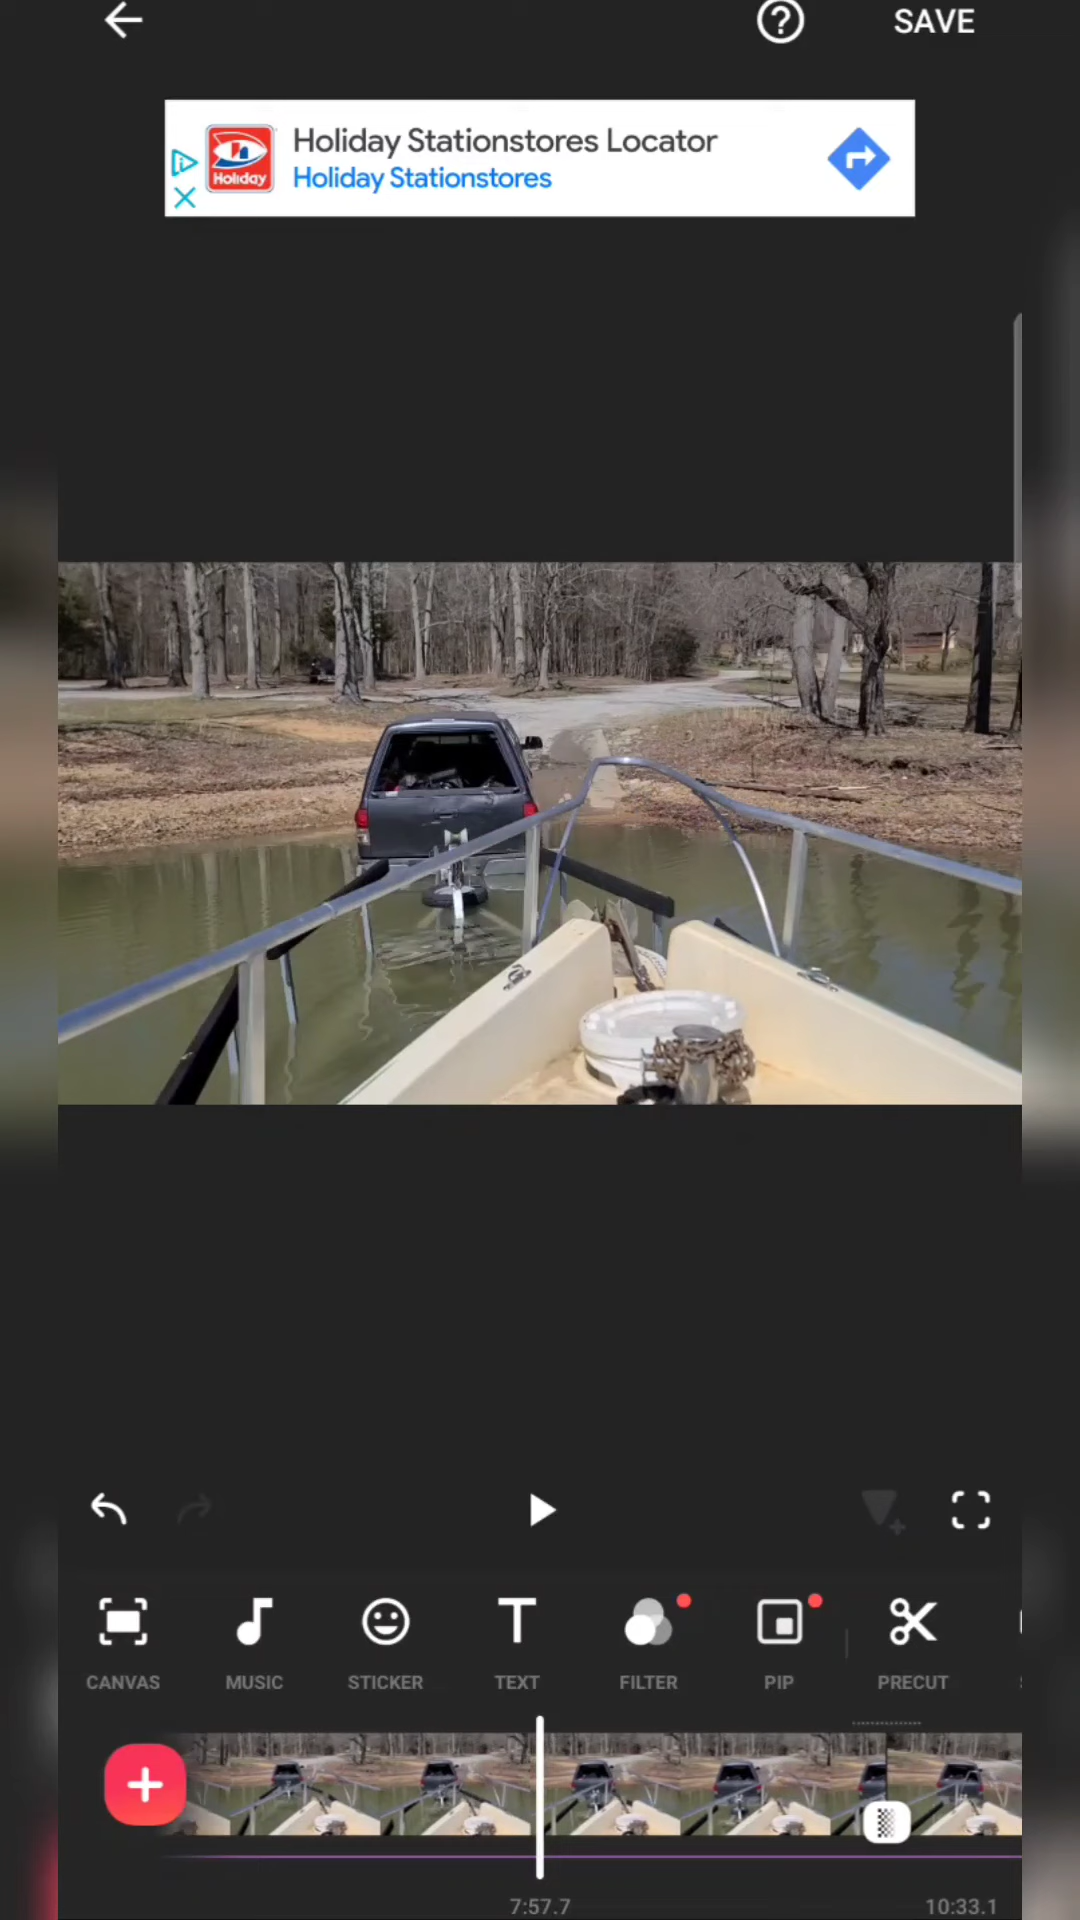 SAVE
Holiday Stationstores Locator
Holiday Stationstores
Holiday
CANVAS
MUSIC
STICKER
TEXT
FILTER
PIP
PRECUT
7:57.7
10:33.1